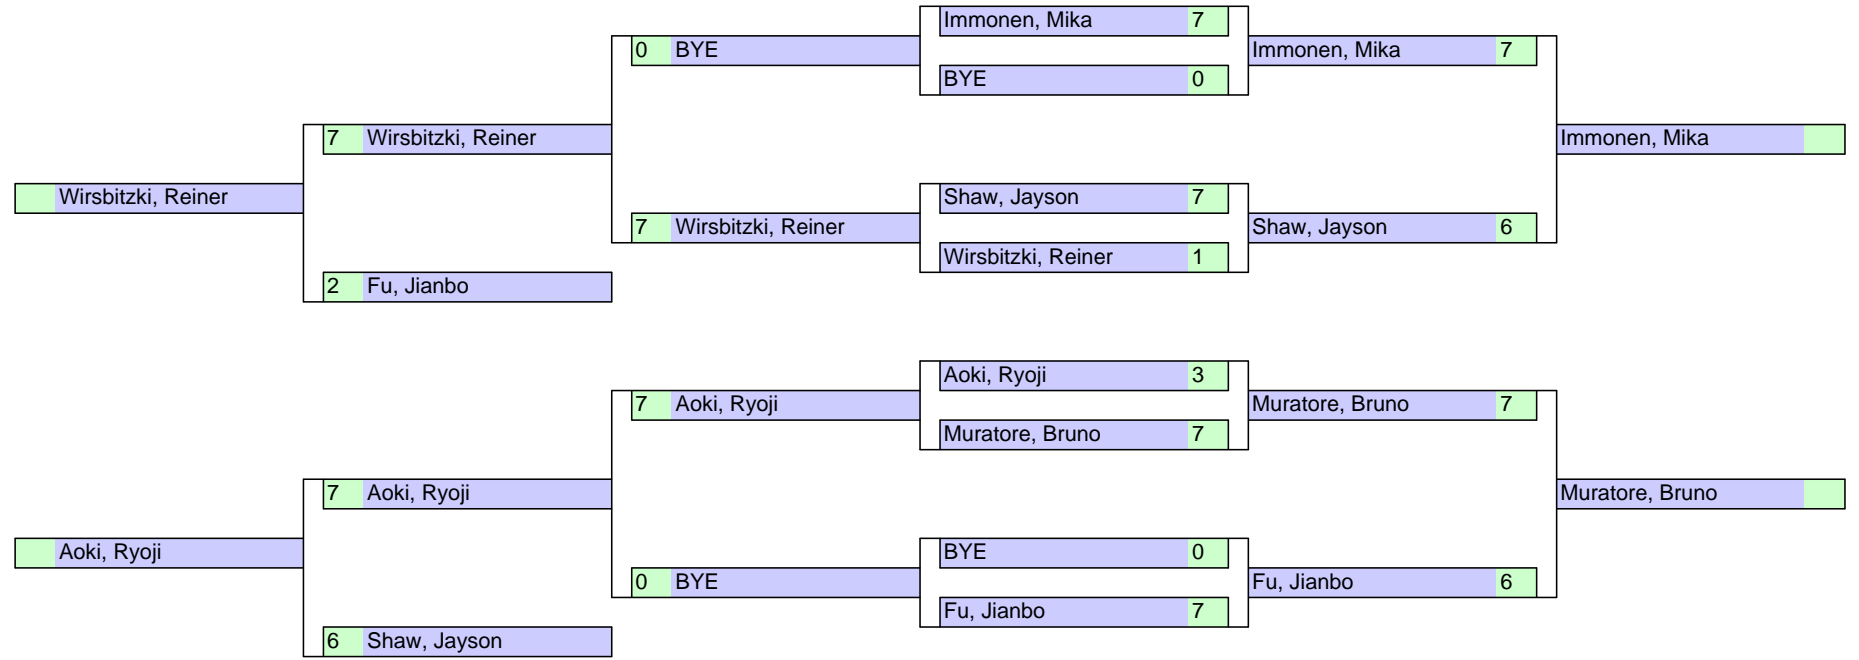 Immonen, Mika 7
0 BYE
Immonen, Mika 7
BYE 0
7 Wirsbitzki, Reiner
Immonen, Mika
Wirsbitzki, Reiner
Shaw, Jayson 7
7 Wirsbitzki, Reiner
Shaw, Jayson 6
Wirsbitzki, Reiner 1
2 Fu, Jianbo
Aoki, Ryoji 3
7 Aoki, Ryoji
Muratore, Bruno 7
Muratore, Bruno 7
7 Aoki, Ryoji
Muratore, Bruno
Aoki, Ryoji
BYE 0
0 BYE
Fu, Jianbo 6
Fu, Jianbo 7
6 Shaw, Jayson